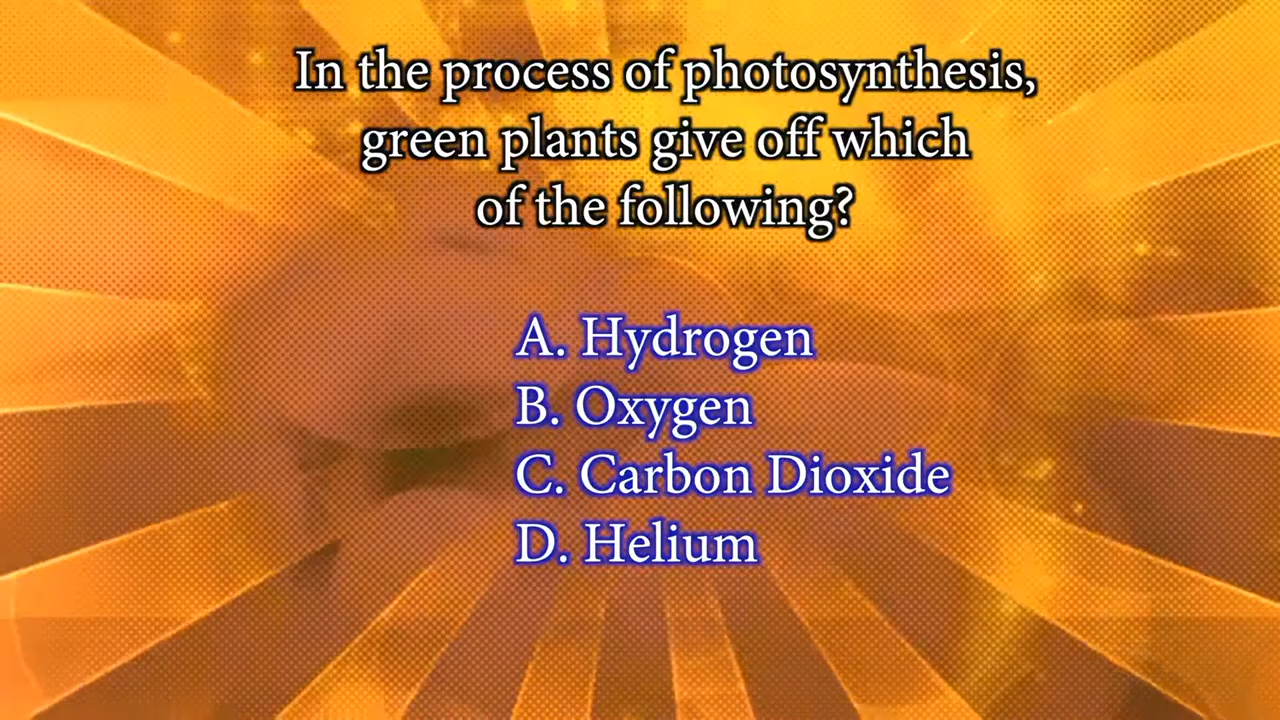 In the process of photosynthesis,
green plants give off which
of the following?
A. Hydrogen
B. Oxygen
C. Carbon Dioxide
D. Helium